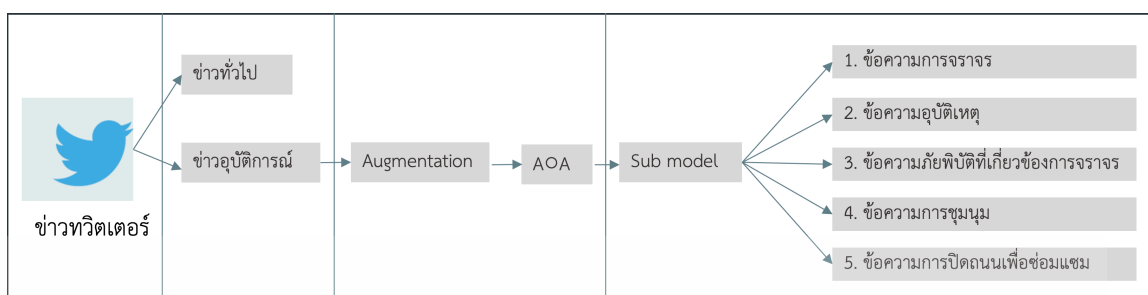 ข่าวทวิตเตอร์
ข่าวทั่วไป
ข่าวอุบัติการณ์
Augmentation
AOA
Sub model
1. ข้อความการจราจร
2. ข้อความอุบัติเหตุ
3. ข้อความภัยพิบัติที่เกี่ยวข้องการจราจร
4. ข้อความการชุมนุม
5. ข้อความการปิดถนนเพื่อซ่อมแซม